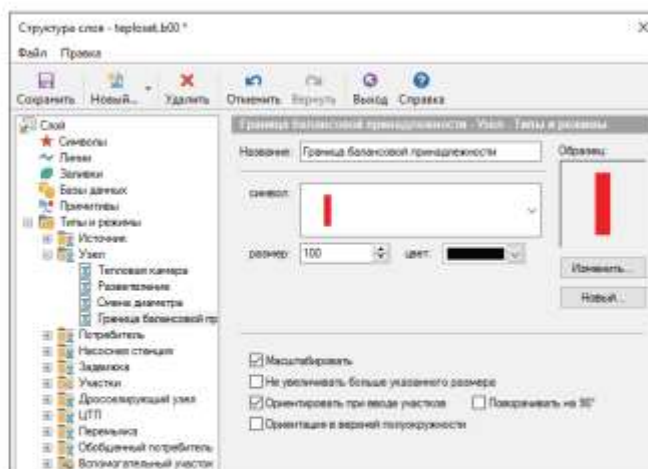 Структура слоя - teploset.b00 *
Файл Правка
Сохранить Новый... Удалить Отменить Вернуть Выход Справка
Слой
Символы
Линии
Заливки
Базы данных
Примитивы
Типы и режимы
Источник
Узел
Тепловая камера
Разветвление
Смена диаметра
Граница балансовой пр
Потребитель
Насосная станция
Задвижка
Участки
Дросселирующий узел
ЦТП
Перемычка
Обобщенный потребитель
Вспомогательный участок
Граница балансовой принадлежности - Узел - Типы и режимы
Название: Граница балансовой принадлежности
Образец:
символ:
размер: 100 цвет:
Изменить...
Новый...
Масштабировать
Не увеличивать больше указанного размера
Ориентировать при вводе участков Поворачивать на 90°
Ориентация в верхней полуокружности